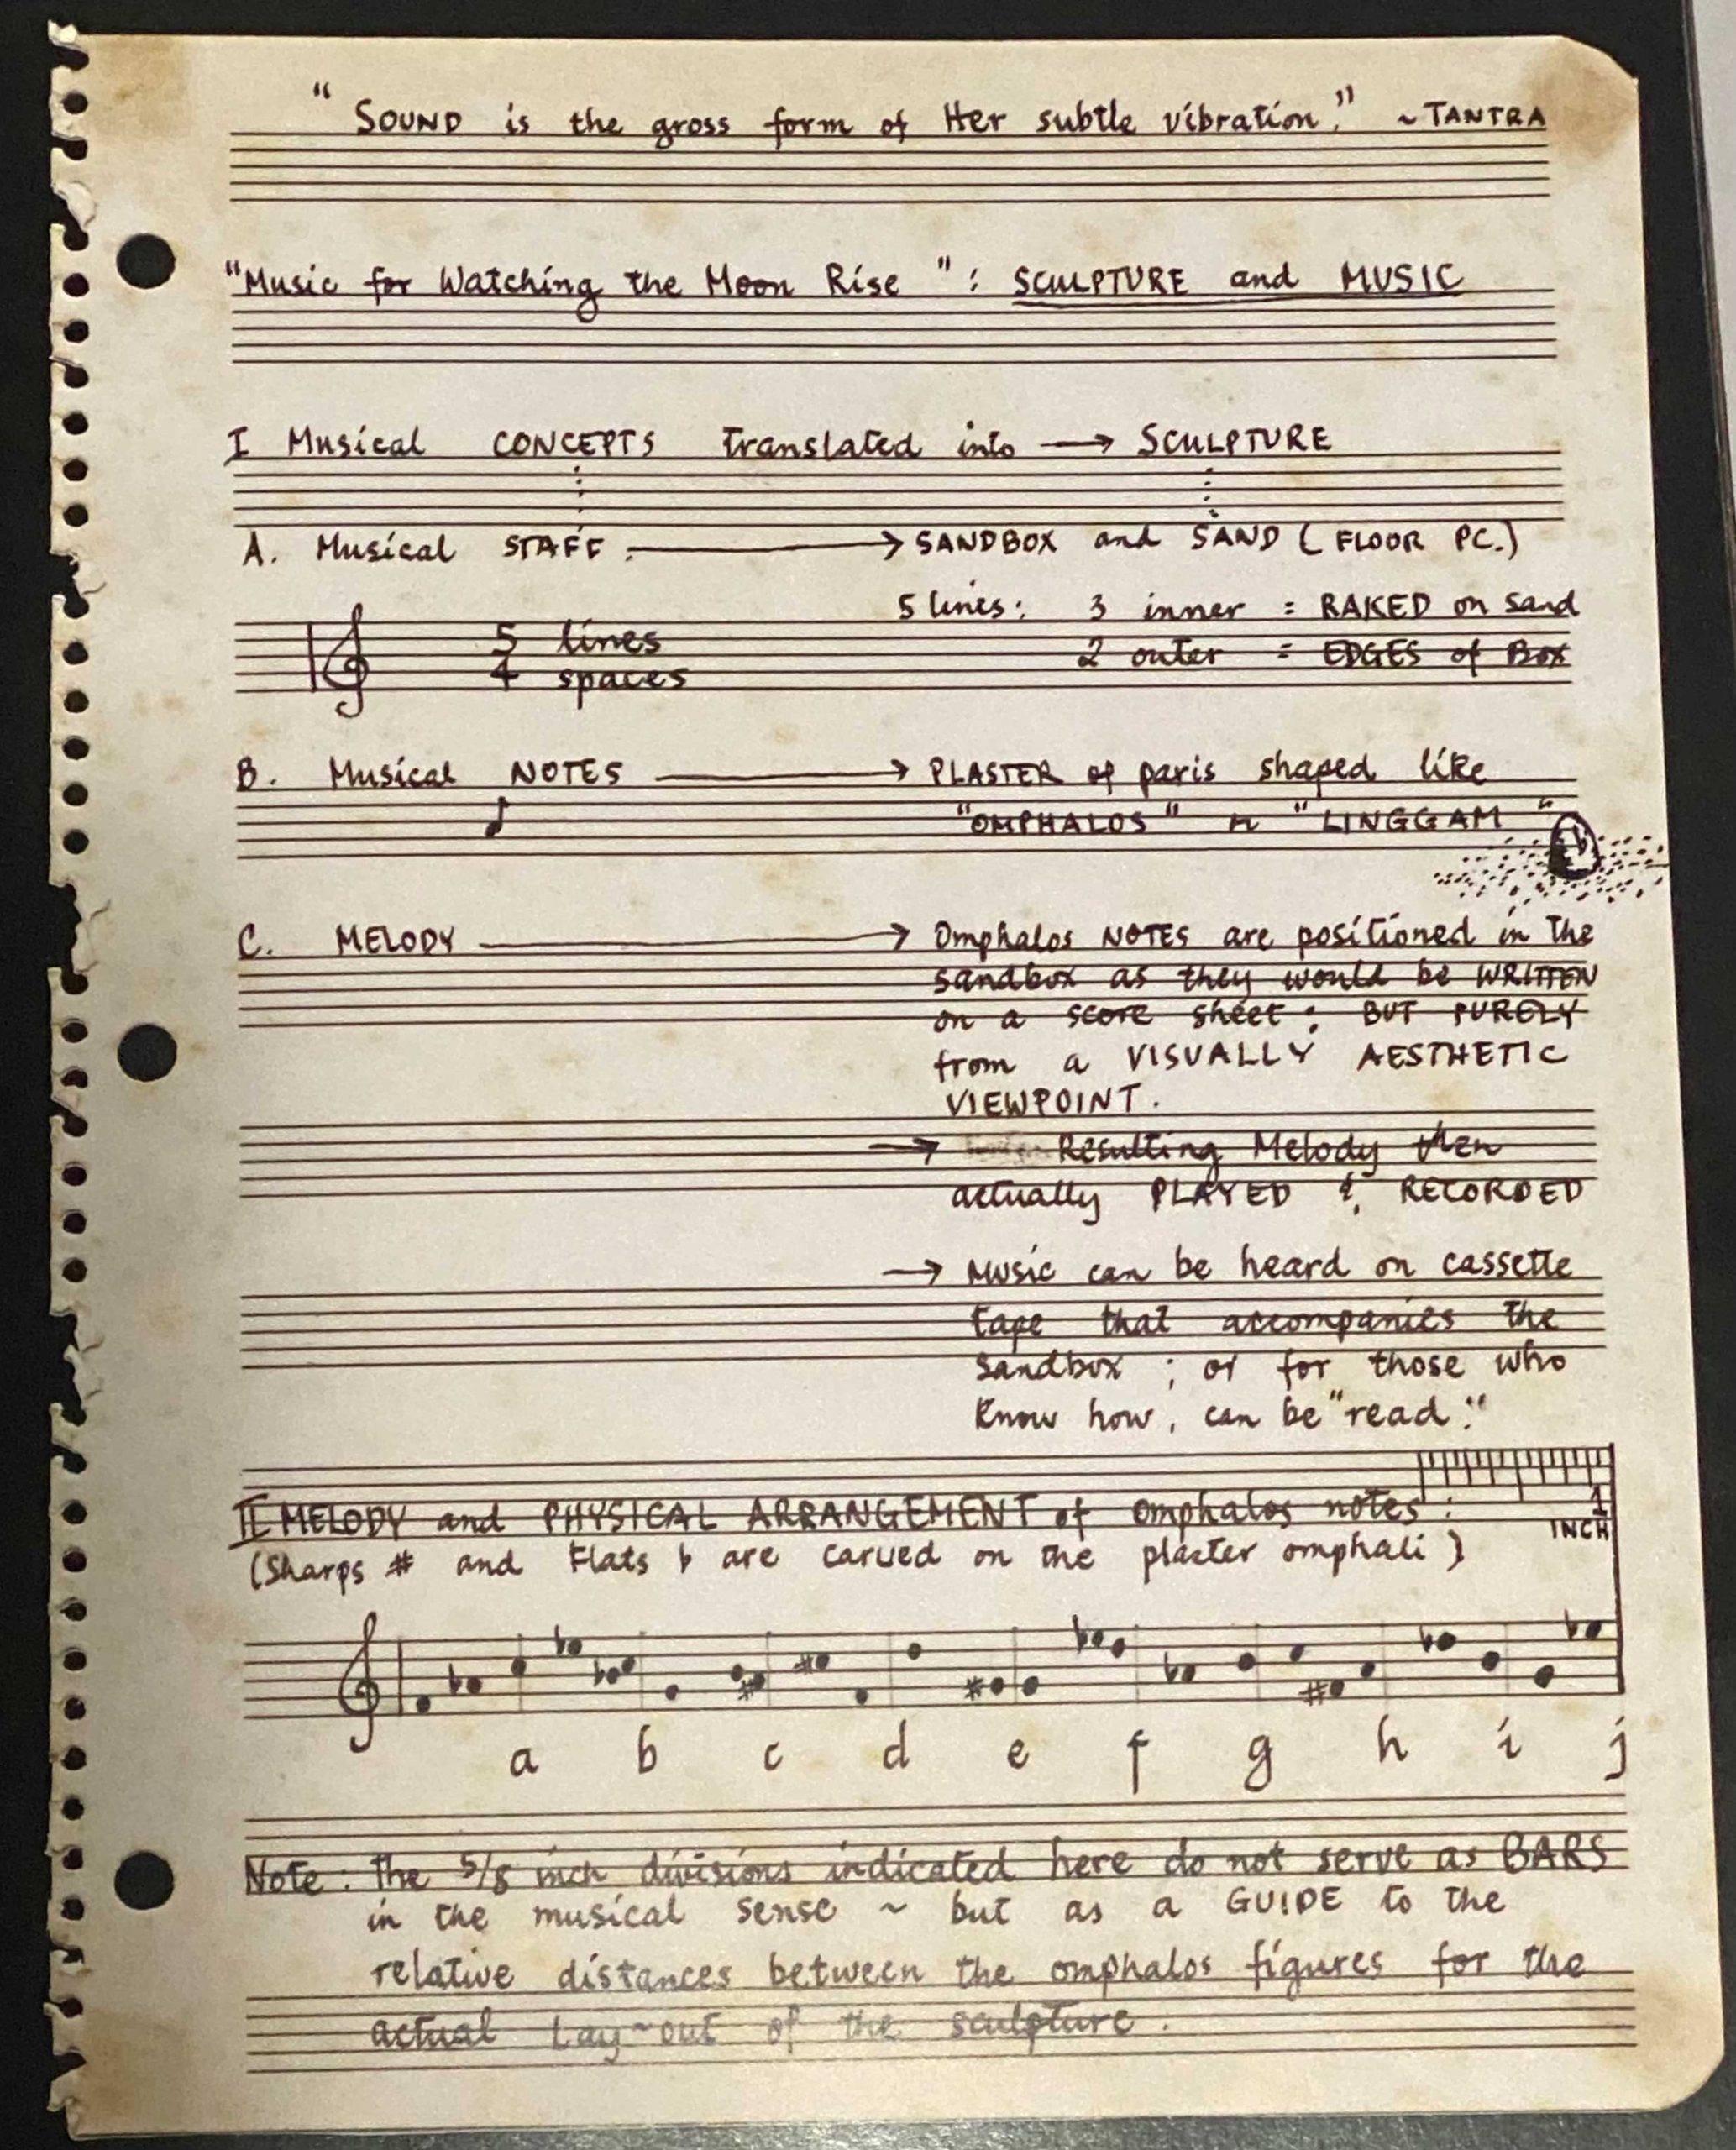 "SOUND is the gross form of Her subtle vibration." ~ TANTRA
"Music for Watching the Moon Rise": SCULPTURE and MUSIC
I Musical CONCEPTS translated into → SCULPTURE
A. Musical STAFF → SANDBOX and SAND (FLOOR PC.)
5 lines: 3 inner = RAKED on sand
5 lines
2 outer = EDGES of Box
4 spaces
B. Musical NOTES → PLASTER of paris shaped like
"OMPHALOS" "LINGGAM"
C. MELODY → Omphalos NOTES are positioned in the
sandbox as they would be WRITTEN
on a score sheet; BUT PURELY
from a VISUALLY AESTHETIC
VIEWPOINT.
→ Resulting Melody then
actually PLAYED & RECORDED
→ Music can be heard on cassette
tape that accompanies the
sandbox; or for those who
know how, can be "read."
II MELODY and PHYSICAL ARRANGEMENT of omphalos notes:
1 INCH
(Sharps # and Flats ♭ are carved on the plaster omphali)
a b c d e f g h i j
Note: the 5/8 inch divisions indicated here do not serve as BARS
in the musical sense ~ but as a GUIDE to the
relative distances between the omphalos figures for the
actual Lay~out of the sculpture.